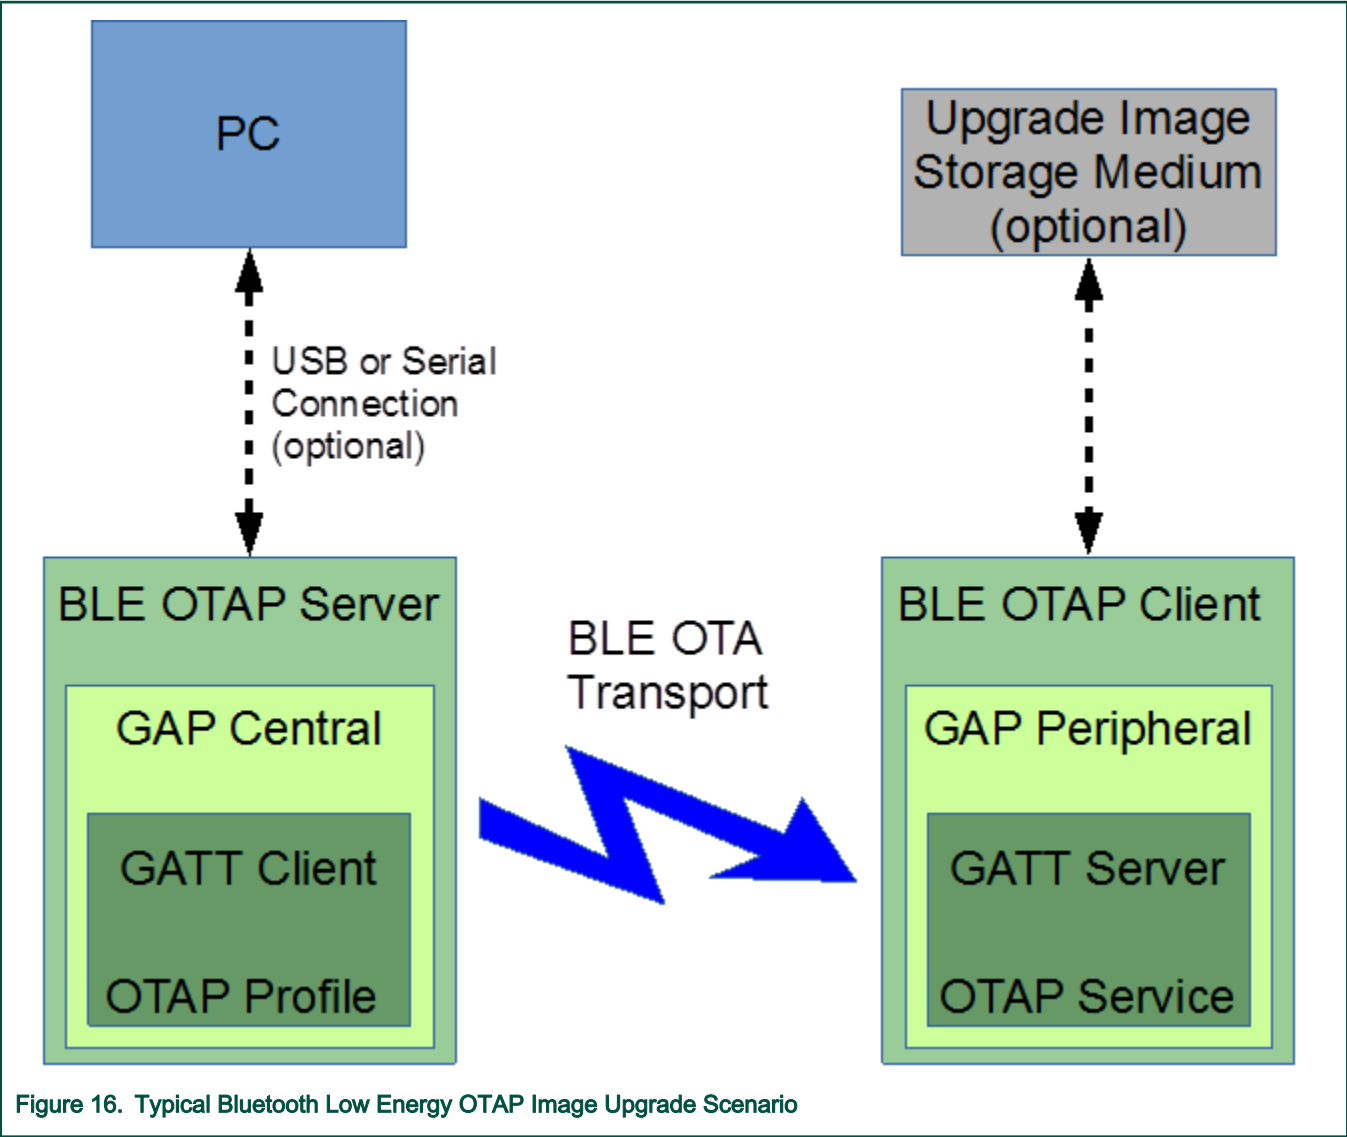 PC
Upgrade Image
Storage Medium
(optional)
USB or Serial
Connection
(optional)
BLE OTAP Server
GAP Central
GATT Client
OTAP Profile
BLE OTA
Transport
BLE OTAP Client
GAP Peripheral
GATT Server
OTAP Service
Figure 16. Typical Bluetooth Low Energy OTAP Image Upgrade Scenario